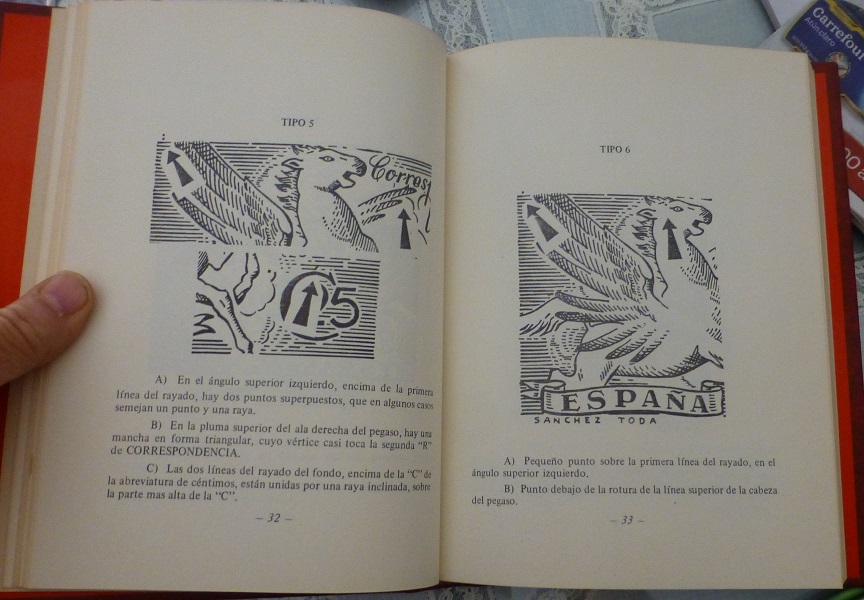 TIPO 5
Corres
M
C5
A) En el ángulo superior izquierdo, encima de la primera
línea del rayado, hay dos puntos superpuestos, que en algunos casos
semejan un punto y una raya.
B) En la pluma superior del ala derecha del pegaso, hay una
mancha en forma triangular, cuyo vértice casi toca la segunda "R"
de CORRESPONDENCIA.
C) Las dos líneas del rayado del fondo, encima de la "C" de
la abreviatura de céntimos, están unidas por una raya inclinada, sobre
la parte mas alta de la "C".
– 32 –
TIPO 6
ESPAÑA
SANCHEZ TODA
A) Pequeño punto sobre la primera línea del rayado, en el
ángulo superior izquierdo.
B) Punto debajo de la rotura de la línea superior de la cabeza
del pegaso.
– 33 –
Carrefour
Atún claro